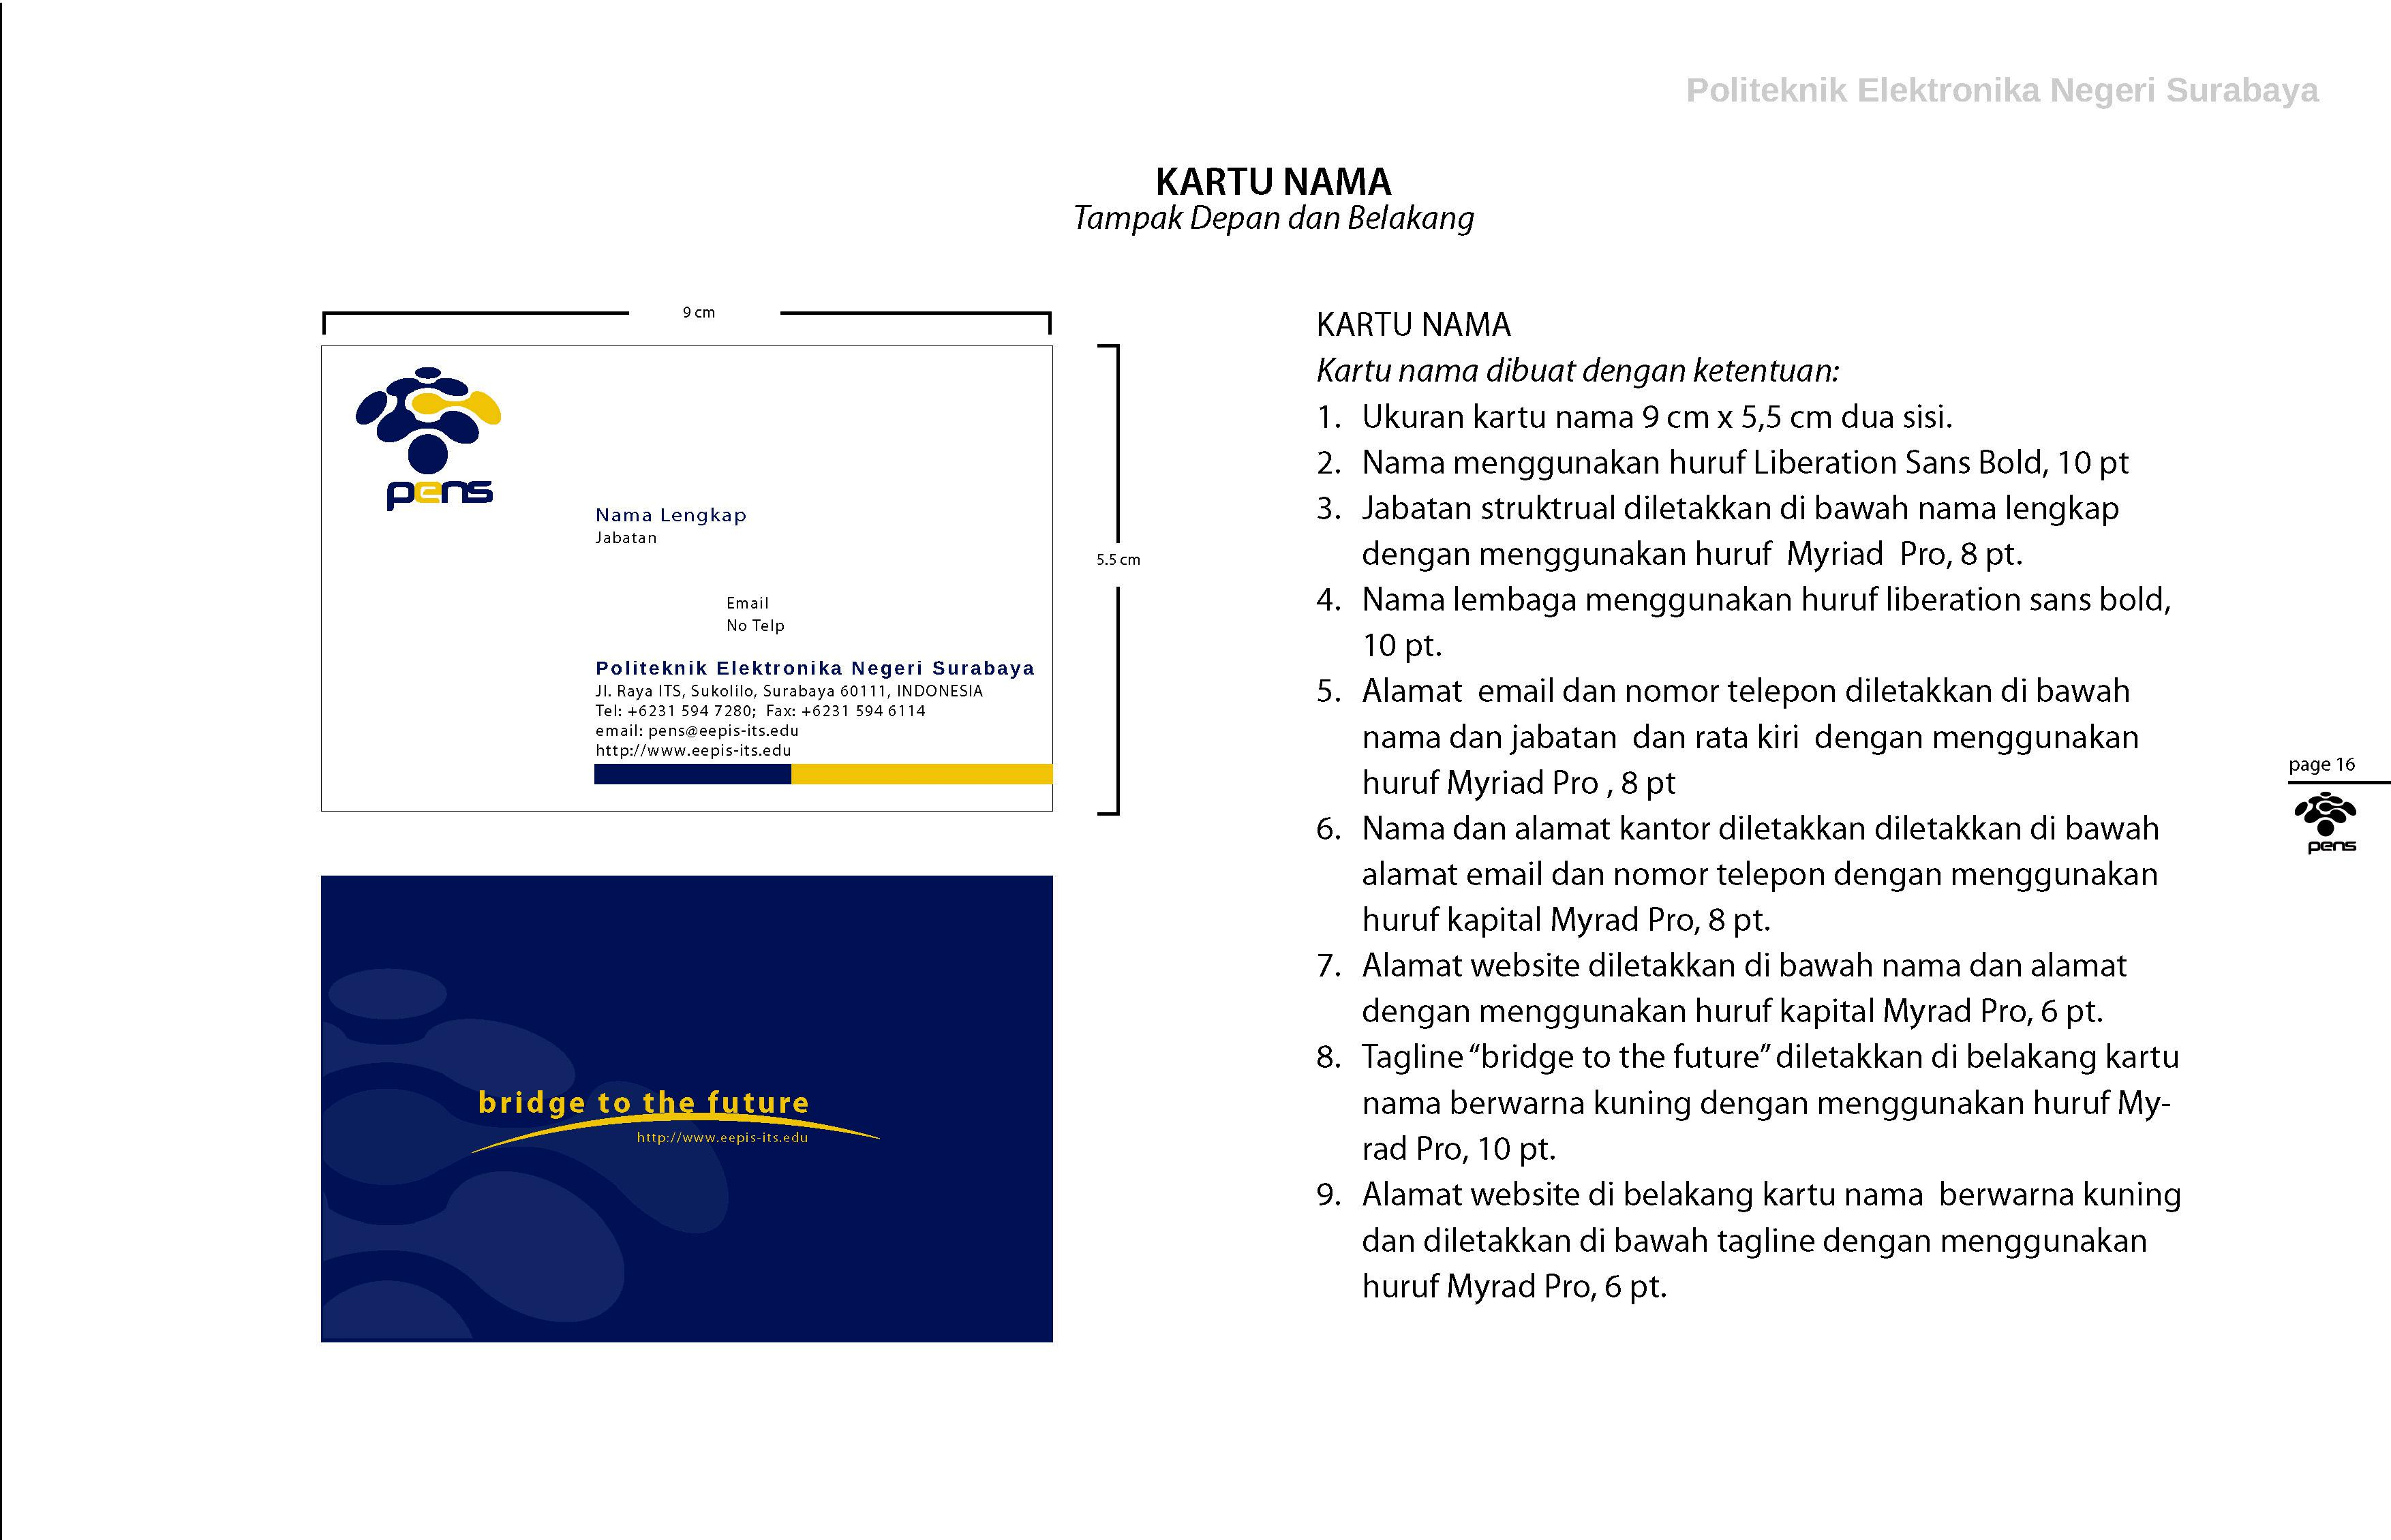 Politeknik Elektronika Negeri Surabaya
KARTU NAMA
Tampak Depan dan Belakang
9 cm
pens
Nama Lengkap
Jabatan
Email
No Telp
Politeknik Elektronika Negeri Surabaya
Jl. Raya ITS, Sukolilo, Surabaya 60111, INDONESIA
Tel: +6231 594 7280;  Fax: +6231 594 6114
email: pens@eepis-its.edu
http://www.eepis-its.edu
5.5 cm
bridge to the future
http://www.eepis-its.edu
KARTU NAMA
Kartu nama dibuat dengan ketentuan:
1. Ukuran kartu nama 9 cm x 5,5 cm dua sisi.
2. Nama menggunakan huruf Liberation Sans Bold, 10 pt
3. Jabatan struktrual diletakkan di bawah nama lengkap
dengan menggunakan huruf  Myriad  Pro, 8 pt.
4. Nama lembaga menggunakan huruf liberation sans bold,
10 pt.
5. Alamat  email dan nomor telepon diletakkan di bawah
nama dan jabatan  dan rata kiri  dengan menggunakan
huruf Myriad Pro , 8 pt
6. Nama dan alamat kantor diletakkan diletakkan di bawah
alamat email dan nomor telepon dengan menggunakan
huruf kapital Myrad Pro, 8 pt.
7. Alamat website diletakkan di bawah nama dan alamat
dengan menggunakan huruf kapital Myrad Pro, 6 pt.
8. Tagline “bridge to the future” diletakkan di belakang kartu
nama berwarna kuning dengan menggunakan huruf My-
rad Pro, 10 pt.
9. Alamat website di belakang kartu nama  berwarna kuning
dan diletakkan di bawah tagline dengan menggunakan
huruf Myrad Pro, 6 pt.
page 16
pens